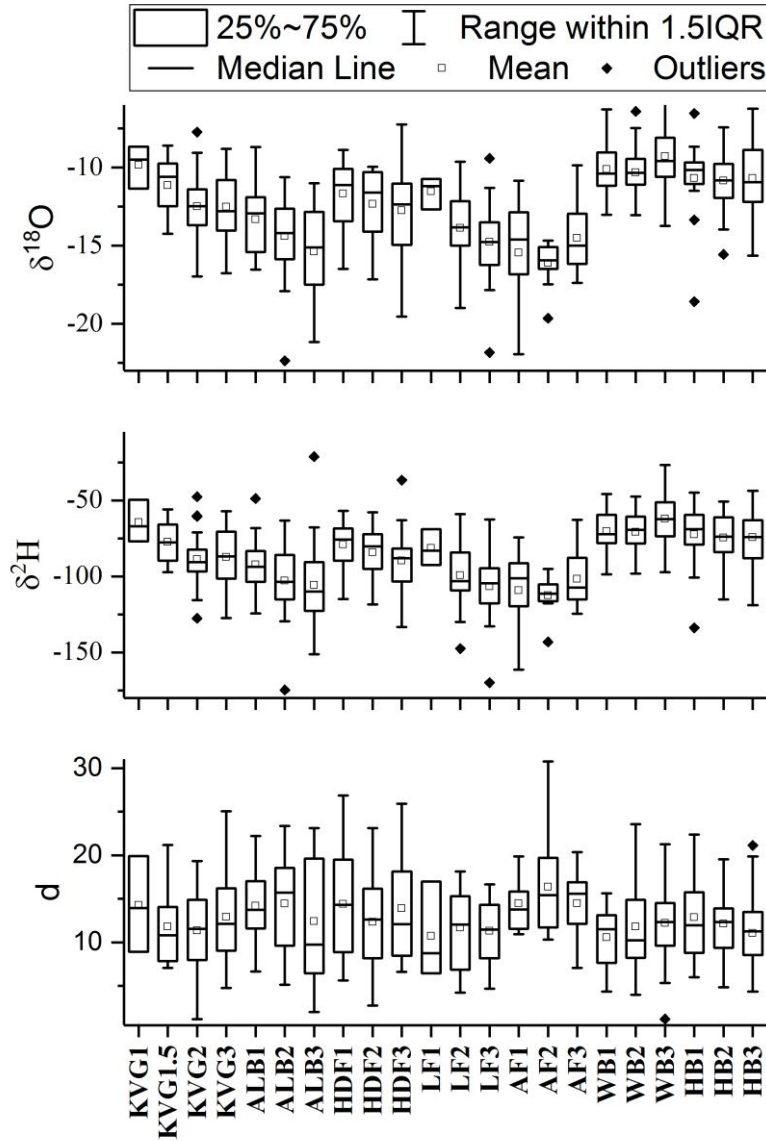 25%~75% Range within 1.5IQR
Median Line Mean Outliers
δ¹⁸O
-10
-15
-20
δ²H
-50
-100
-150
d
30
20
10
KVG1 KVG1.5 KVG2 KVG3 ALB1 ALB2 ALB3 HDF1 HDF2 HDF3 LF1 LF2 LF3 AF1 AF2 AF3 WB1 WB2 WB3 HB1 HB2 HB3